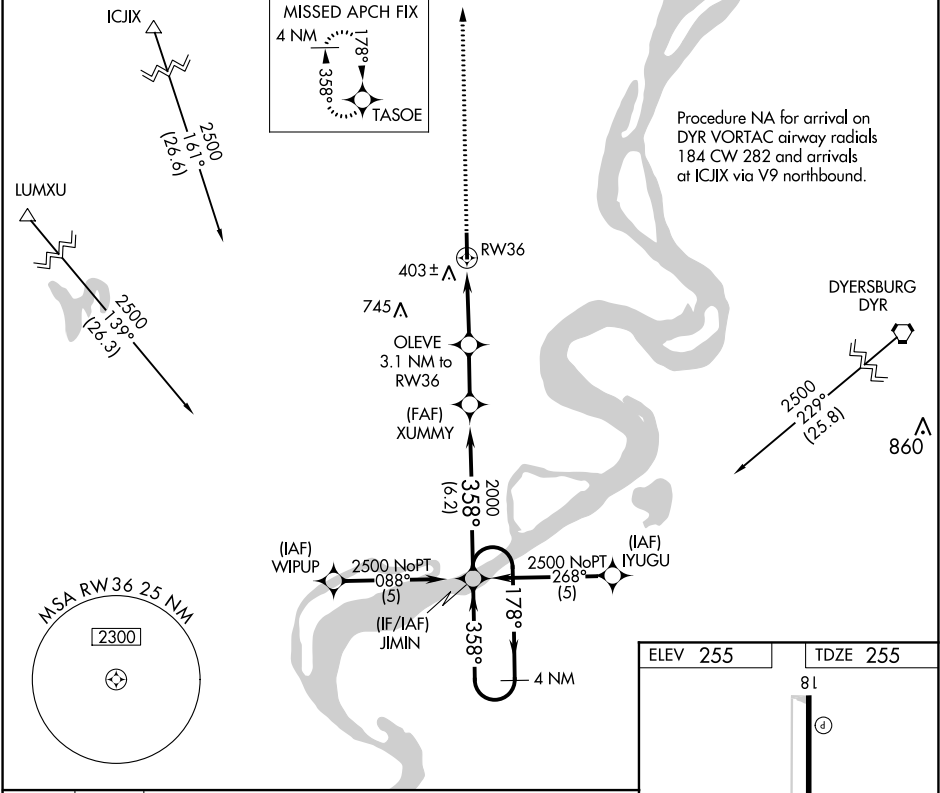 ICJIX
2500
161°
(26.6)
LUMXU
2500
139°
(26.3)
MISSED APCH FIX
4 NM
178°
358°
TASOE
Procedure NA for arrival on
DYR VORTAC airway radials
184 CW 282 and arrivals
at ICJIX via V9 northbound.
RW36
403±
745
OLEVE
3.1 NM to
RW36
(FAF)
XUMMY
DYERSBURG
DYR
2500
229°
(25.8)
860
2000
358°
(6.2)
(IAF)
WIPUP
2500 NoPT
088°
(5)
(IF/IAF)
JIMIN
2500 NoPT
268°
(5)
(IAF)
IYUGU
178°
358°
4 NM
MSA RW36 25 NM
2300
ELEV 255
TDZE 255
18
P